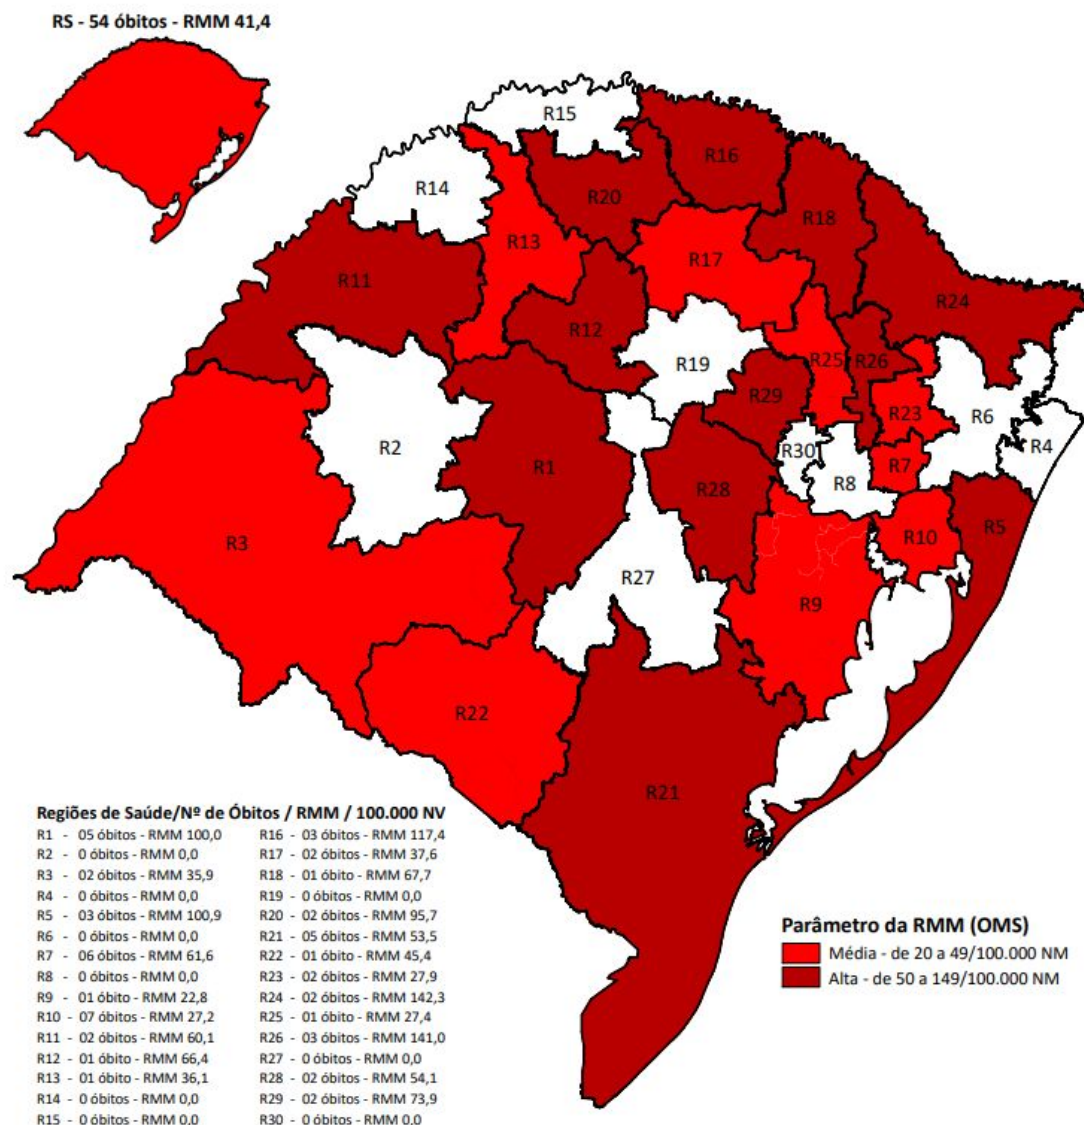 RS - 54 óbitos - RMM 41,4
R15
R16
R14
R20
R18
R13
R17
R11
R24
R12
R19
R25
R26
R29
R23
R6
R4
R2
R30
R7
R1
R8
R28
R5
R3
R10
R27
R9
R22
R21
Regiões de Saúde/Nº de Óbitos / RMM / 100.000 NV
R1 - 05 óbitos - RMM 100,0
R2 - 0 óbitos - RMM 0,0
R3 - 02 óbitos - RMM 35,9
R4 - 0 óbitos - RMM 0,0
R5 - 03 óbitos - RMM 100,9
R6 - 0 óbitos - RMM 0,0
R7 - 06 óbitos - RMM 61,6
R8 - 0 óbitos - RMM 0,0
R9 - 01 óbito - RMM 22,8
R10 - 07 óbitos - RMM 27,2
R11 - 02 óbitos - RMM 60,1
R12 - 01 óbito - RMM 66,4
R13 - 01 óbito - RMM 36,1
R14 - 0 óbitos - RMM 0,0
R15 - 0 óbitos - RMM 0,0
R16 - 03 óbitos - RMM 117,4
R17 - 02 óbitos - RMM 37,6
R18 - 01 óbito - RMM 67,7
R19 - 0 óbitos - RMM 0,0
R20 - 02 óbitos - RMM 95,7
R21 - 05 óbitos - RMM 53,5
R22 - 01 óbito - RMM 45,4
R23 - 02 óbitos - RMM 27,9
R24 - 02 óbitos - RMM 142,3
R25 - 01 óbito - RMM 27,4
R26 - 03 óbitos - RMM 141,0
R27 - 0 óbitos - RMM 0,0
R28 - 02 óbitos - RMM 54,1
R29 - 02 óbitos - RMM 73,9
R30 - 0 óbitos - RMM 0,0
Parâmetro da RMM (OMS)
Média - de 20 a 49/100.000 NM
Alta - de 50 a 149/100.000 NM